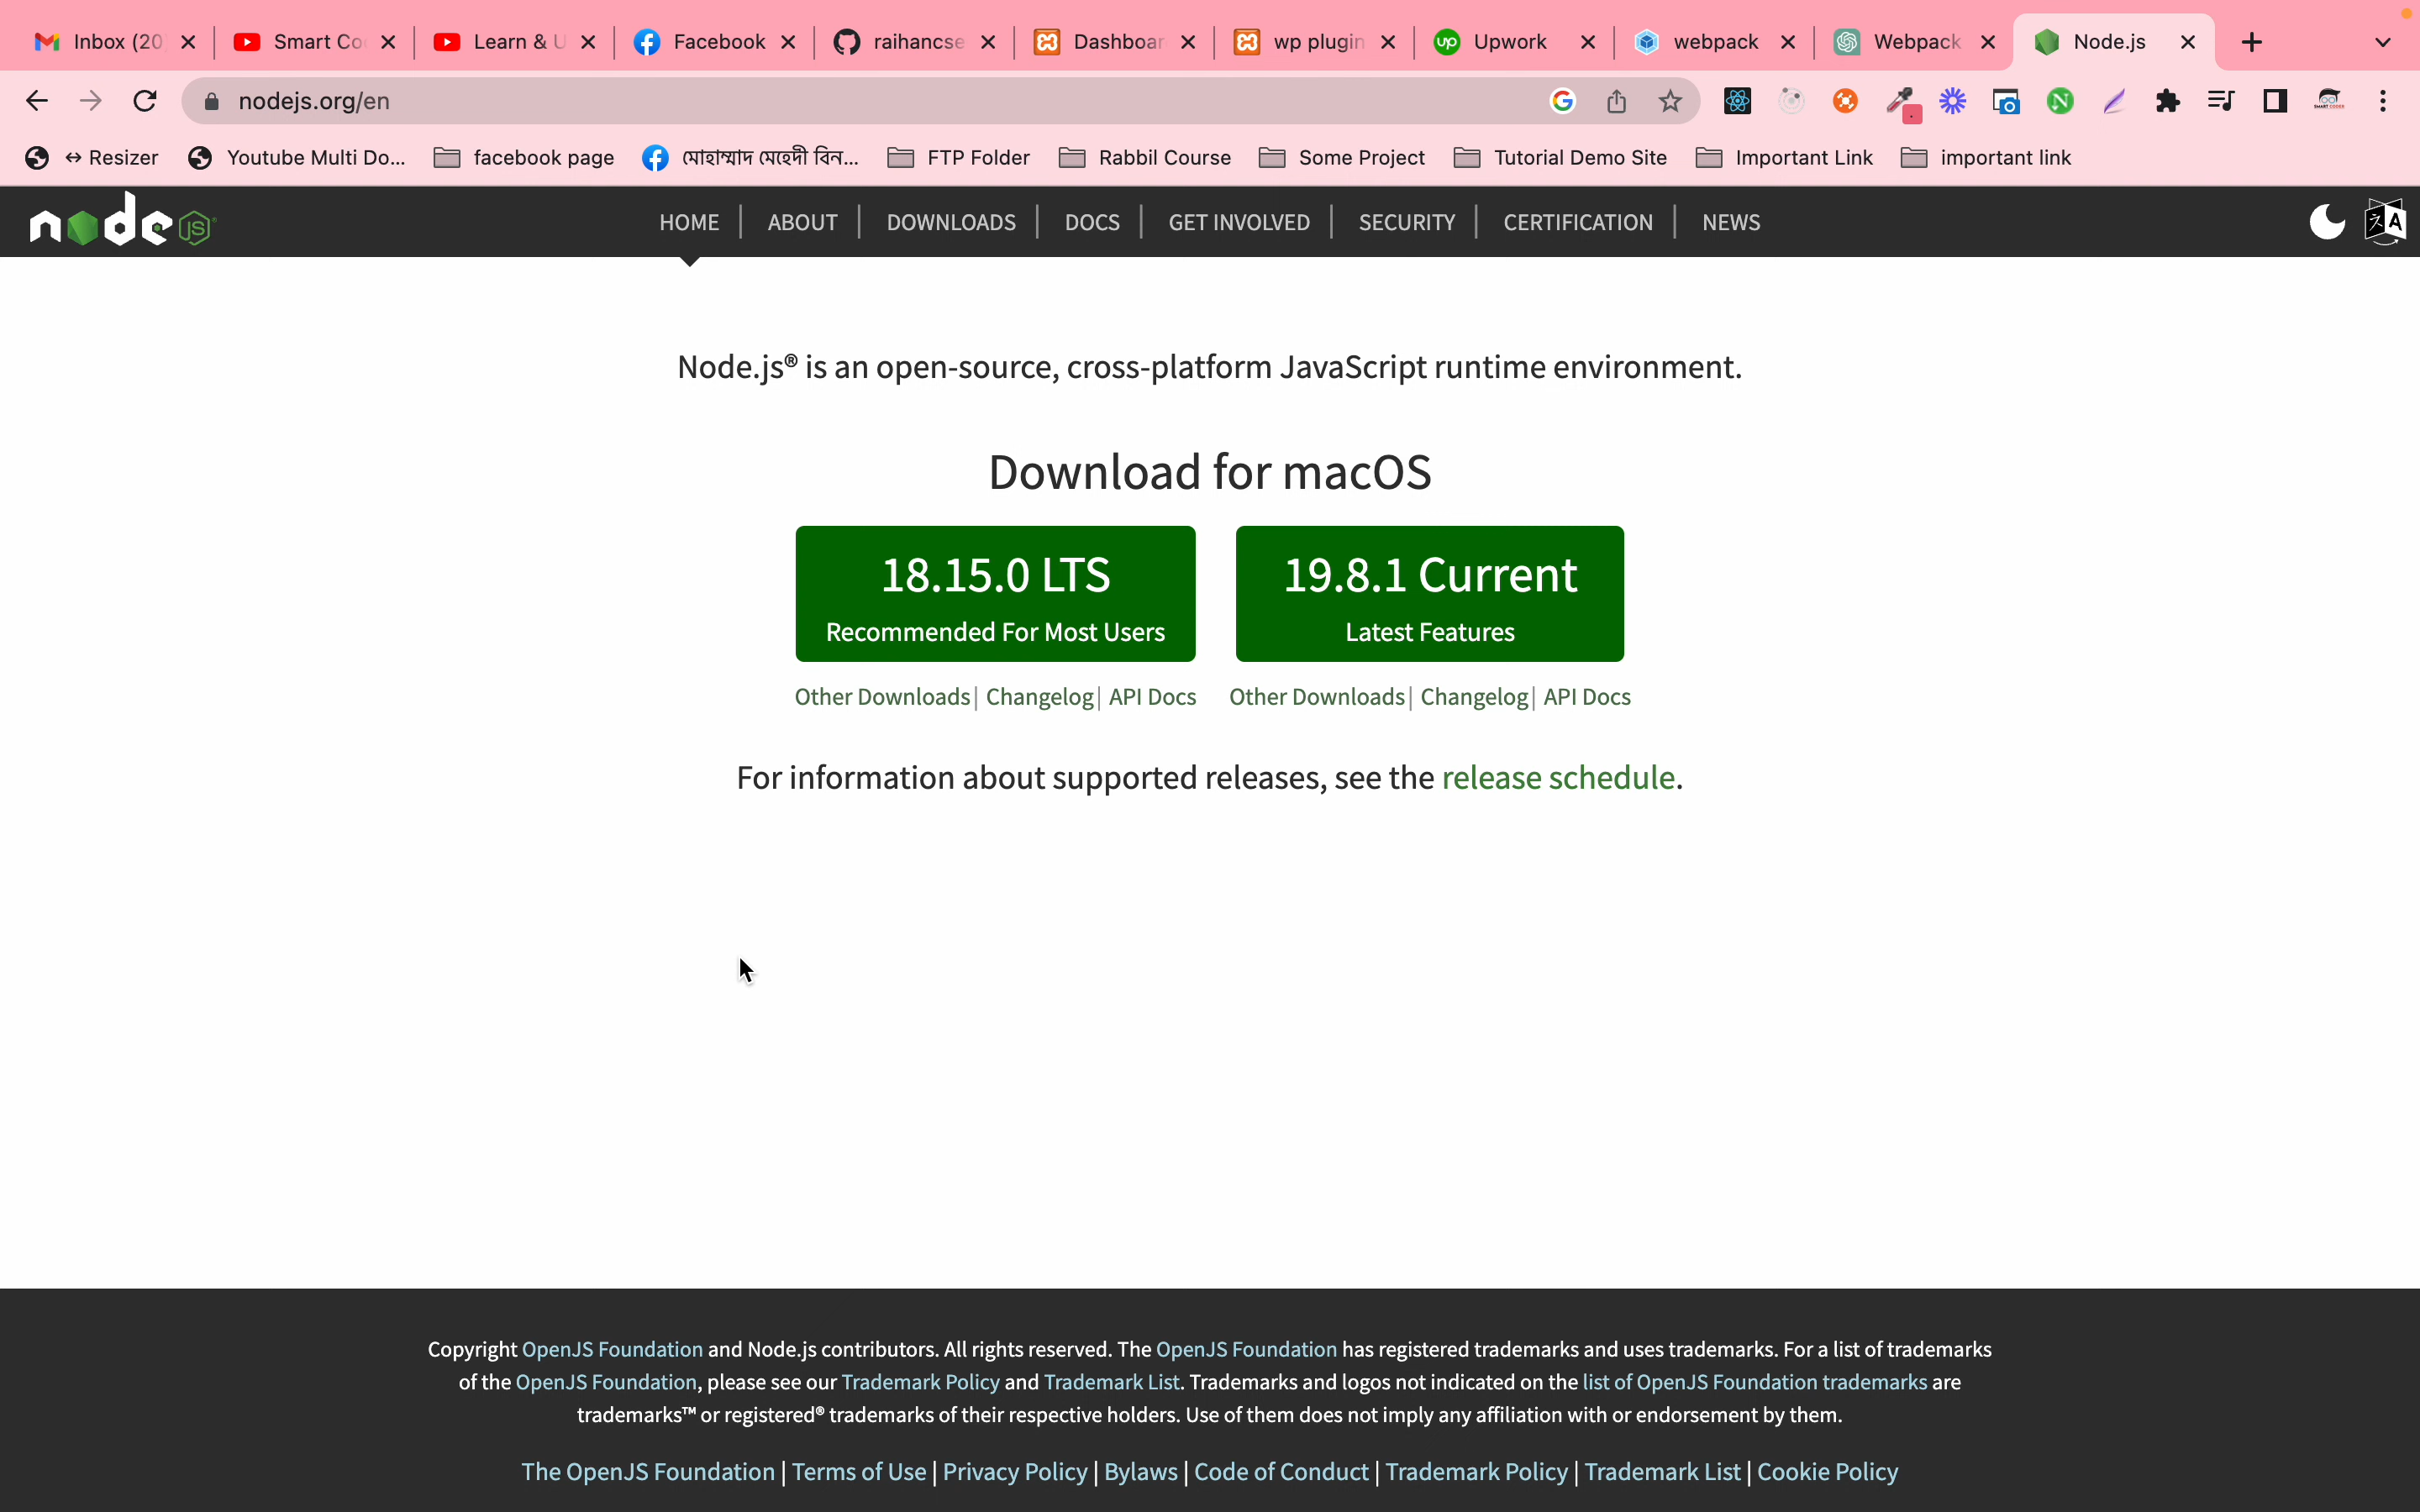 Inbox (20
Smart Co
Learn & U
Facebook
raihancse
Dashboar
wp plugin
Upwork
webpack
Webpack
Node.js
nodejs.org/en
↔ Resizer
Youtube Multi Do...
facebook page
মোহাম্মাদ মেহেদী বিন...
FTP Folder
Rabbil Course
Some Project
Tutorial Demo Site
Important Link
important link
node JS
HOME | ABOUT | DOWNLOADS | DOCS | GET INVOLVED | SECURITY | CERTIFICATION | NEWS
Node.js® is an open-source, cross-platform JavaScript runtime environment.
Download for macOS
18.15.0 LTS
Recommended For Most Users
19.8.1 Current
Latest Features
Other Downloads | Changelog | API Docs
Other Downloads | Changelog | API Docs
For information about supported releases, see the release schedule.
Copyright OpenJS Foundation and Node.js contributors. All rights reserved. The OpenJS Foundation has registered trademarks and uses trademarks. For a list of trademarks
of the OpenJS Foundation, please see our Trademark Policy and Trademark List. Trademarks and logos not indicated on the list of OpenJS Foundation trademarks are
trademarks™ or registered® trademarks of their respective holders. Use of them does not imply any affiliation with or endorsement by them.
The OpenJS Foundation | Terms of Use | Privacy Policy | Bylaws | Code of Conduct | Trademark Policy | Trademark List | Cookie Policy